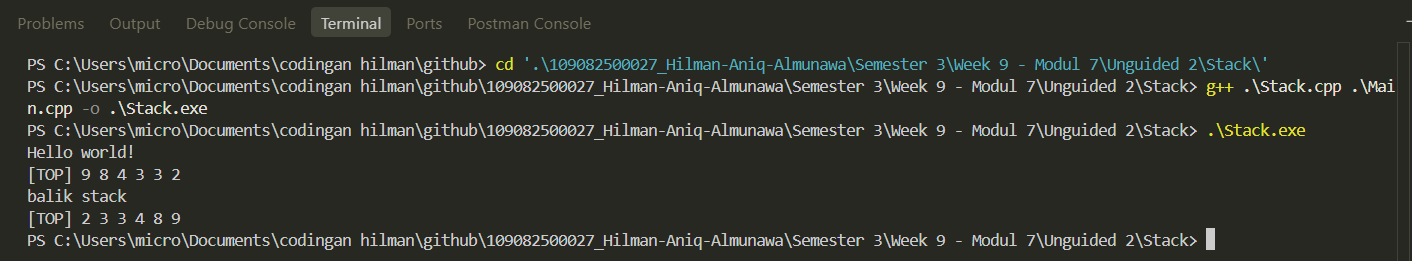 Problems Output Debug Console Terminal Ports Postman Console
PS C:\Users\micro\Documents\codingan hilman\github> cd '.\109082500027_Hilman-Aniq-Almunawa\Semester 3\Week 9 - Modul 7\Unguided 2\Stack\'
PS C:\Users\micro\Documents\codingan hilman\github\109082500027_Hilman-Aniq-Almunawa\Semester 3\Week 9 - Modul 7\Unguided 2\Stack> g++ .\Stack.cpp .\Mai
n.cpp -o .\Stack.exe
PS C:\Users\micro\Documents\codingan hilman\github\109082500027_Hilman-Aniq-Almunawa\Semester 3\Week 9 - Modul 7\Unguided 2\Stack> .\Stack.exe
Hello world!
[TOP] 9 8 4 3 3 2
balik stack
[TOP] 2 3 3 4 8 9
PS C:\Users\micro\Documents\codingan hilman\github\109082500027_Hilman-Aniq-Almunawa\Semester 3\Week 9 - Modul 7\Unguided 2\Stack>